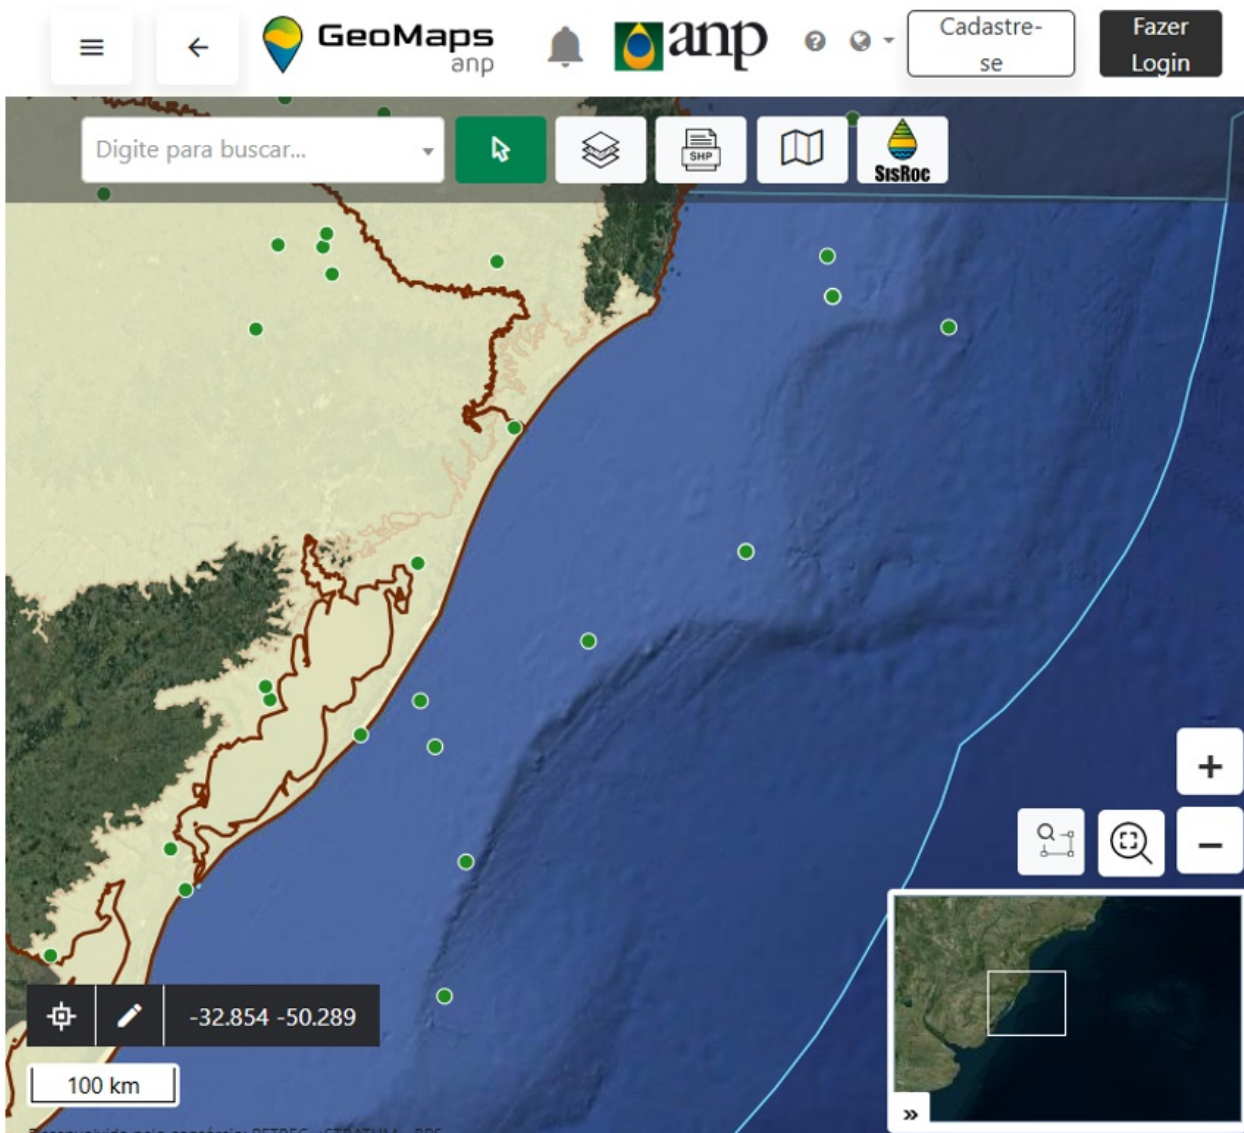 GeoMaps
anp
anp
Cadastre-
se
Fazer
Login
Digite para buscar...
SHP
SISROC
-32.854 -50.289
100 km